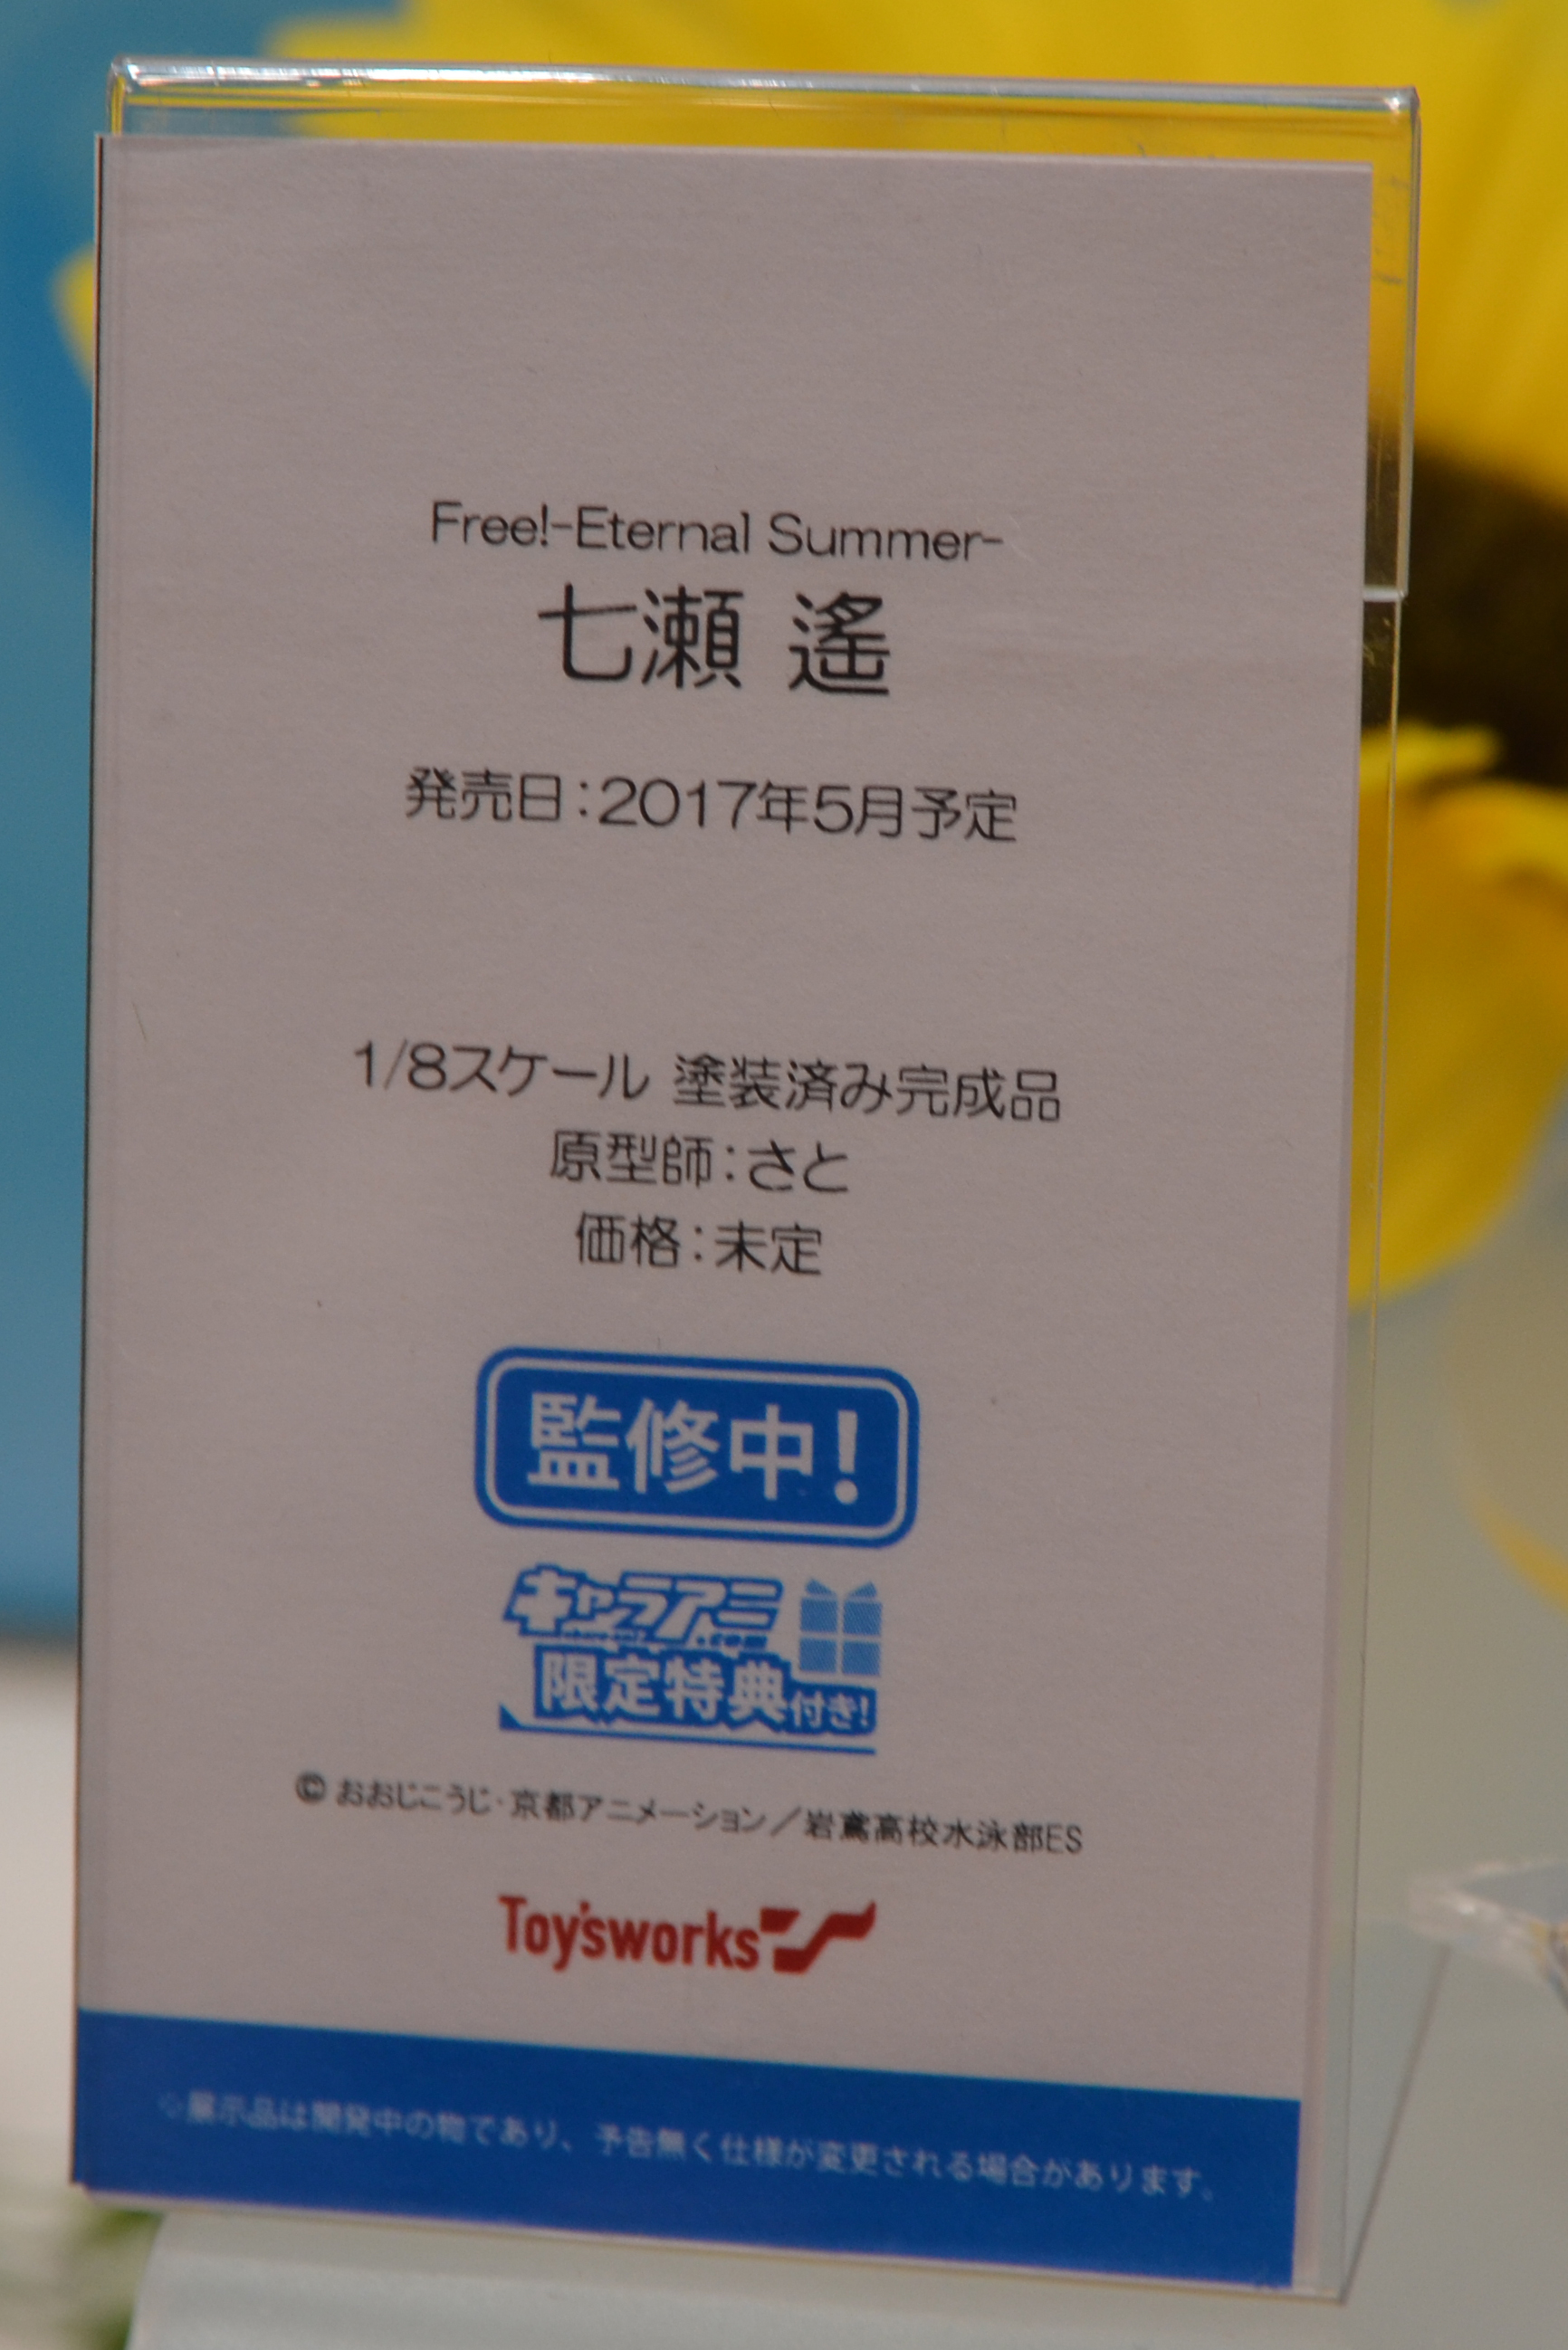 Free!-Eternal Summer-
七瀬 遙
発売日：2017年5月予定
1/8スケール 塗装済み完成品
原型師：さと
価格：未定
監修中！
キャラアニ
限定特典付き！
© おおじこうじ・京都アニメーション／岩鳶高校水泳部ES
Toy'sworks
◇展示品は開発中の物であり、予告無く仕様が変更される場合があります。